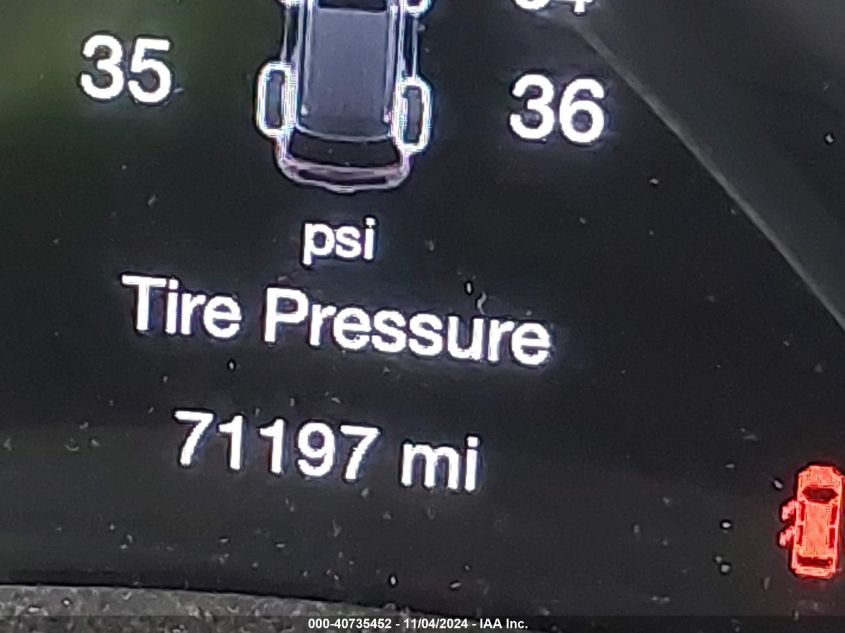 35
36
psi
Tire Pressure
71197 mi
000-40735452 - 11/04/2024 - IAA Inc.